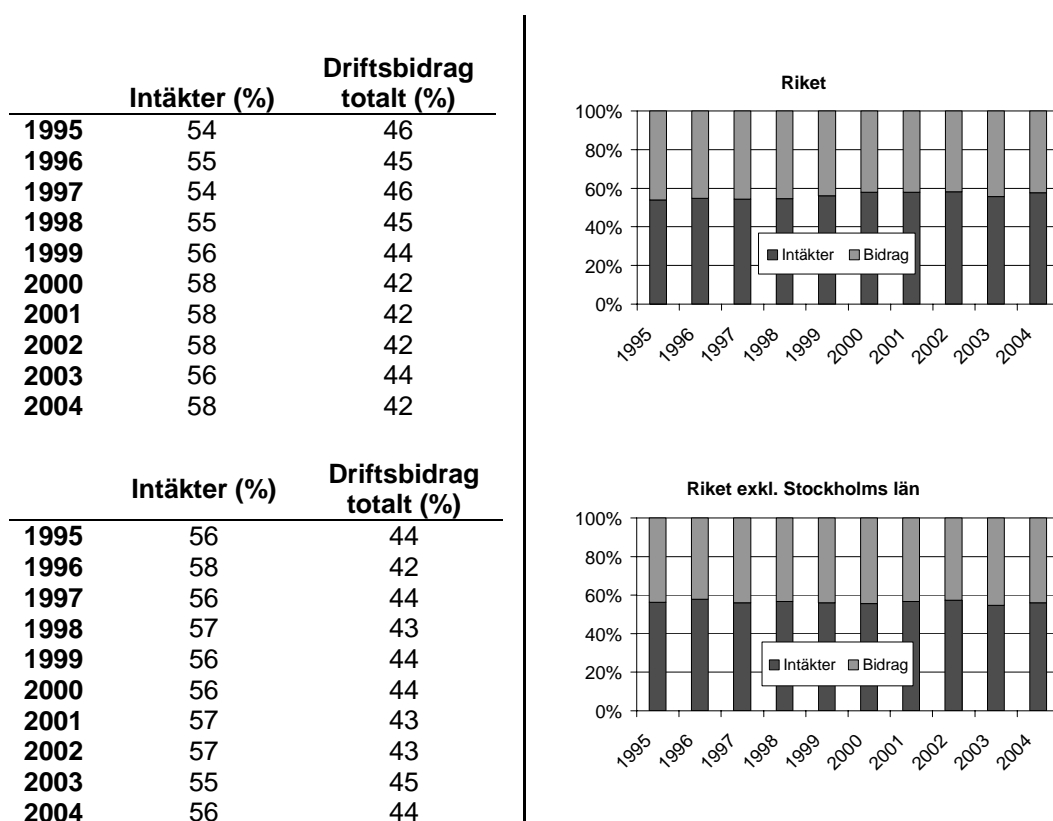 Driftsbidrag
Intäkter (%) totalt (%)
1995 54 46
1996 55 45
1997 54 46
1998 55 45
1999 56 44
2000 58 42
2001 58 42
2002 58 42
2003 56 44
2004 58 42
Riket
100%
80%
60%
40%
20%
0%
Intäkter Bidrag
1995 1996 1997 1998 1999 2000 2001 2002 2003 2004
Driftsbidrag
Intäkter (%) totalt (%)
1995 56 44
1996 58 42
1997 56 44
1998 57 43
1999 56 44
2000 56 44
2001 57 43
2002 57 43
2003 55 45
2004 56 44
Riket exkl. Stockholms län
100%
80%
60%
40%
20%
0%
Intäkter Bidrag
1995 1996 1997 1998 1999 2000 2001 2002 2003 2004